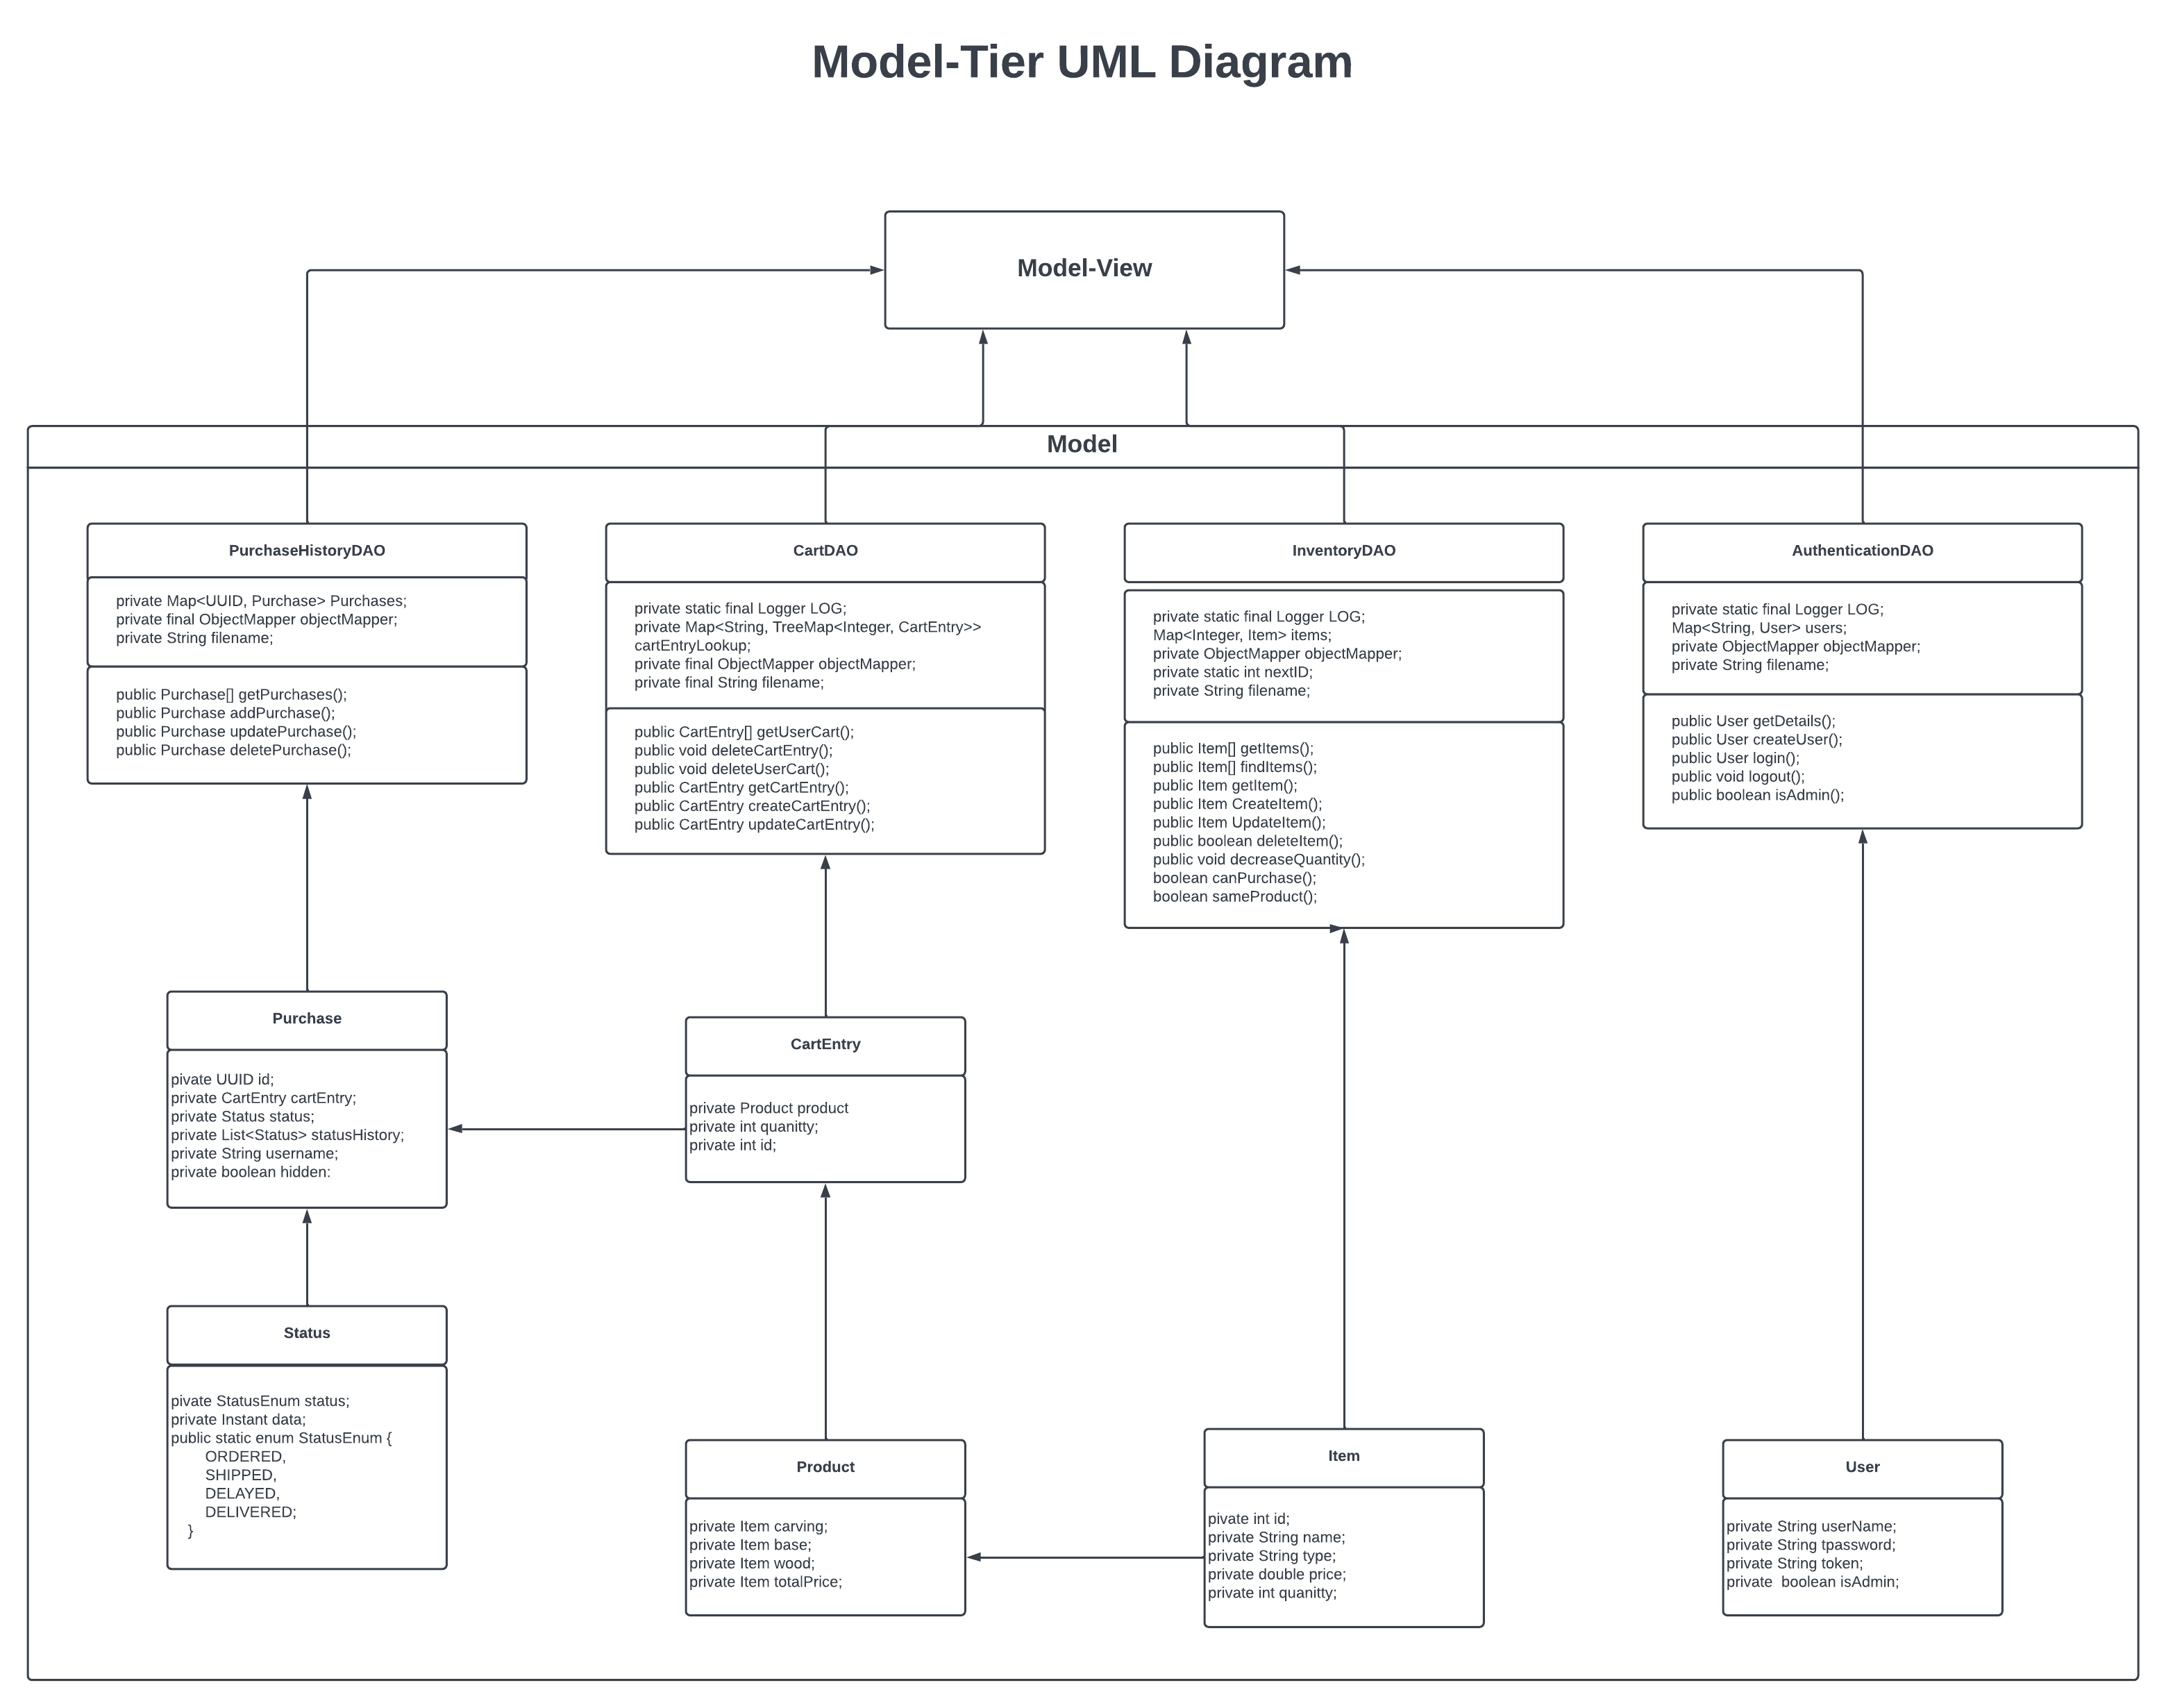 Model-Tier UML Diagram
Model-View
Model
PurchaseHistoryDAO
private Map<UUID, Purchase> Purchases;
private final ObjectMapper objectMapper;
private String filename;
public Purchase[] getPurchases();
public Purchase addPurchase();
public Purchase updatePurchase();
public Purchase deletePurchase();
CartDAO
private static final Logger LOG;
private Map<String, TreeMap<Integer, CartEntry>>
cartEntryLookup;
private final ObjectMapper objectMapper;
private final String filename;
public CartEntry[] getUserCart();
public void deleteCartEntry();
public void deleteUserCart();
public CartEntry getCartEntry();
public CartEntry createCartEntry();
public CartEntry updateCartEntry();
InventoryDAO
private static final Logger LOG;
Map<Integer, Item> items;
private ObjectMapper objectMapper;
private static int nextID;
private String filename;
public Item[] getItems();
public Item[] findItems();
public Item getItem();
public Item CreateItem();
public Item UpdateItem();
public boolean deleteItem();
public void decreaseQuantity();
boolean canPurchase();
boolean sameProduct();
AuthenticationDAO
private static final Logger LOG;
Map<String, User> users;
private ObjectMapper objectMapper;
private String filename;
public User getDetails();
public User createUser();
public User login();
public void logout();
public boolean isAdmin();
Purchase
pivate UUID id;
private CartEntry cartEntry;
private Status status;
private List<Status> statusHistory;
private String username;
private boolean hidden:
CartEntry
private Product product
private int quanitty;
private int id;
Status
pivate StatusEnum status;
private Instant data;
public static enum StatusEnum {
ORDERED,
SHIPPED,
DELAYED,
DELIVERED;
}
Product
private Item carving;
private Item base;
private Item wood;
private Item totalPrice;
Item
pivate int id;
private String name;
private String type;
private double price;
private int quanitty;
User
private String userName;
private String tpassword;
private String token;
private  boolean isAdmin;